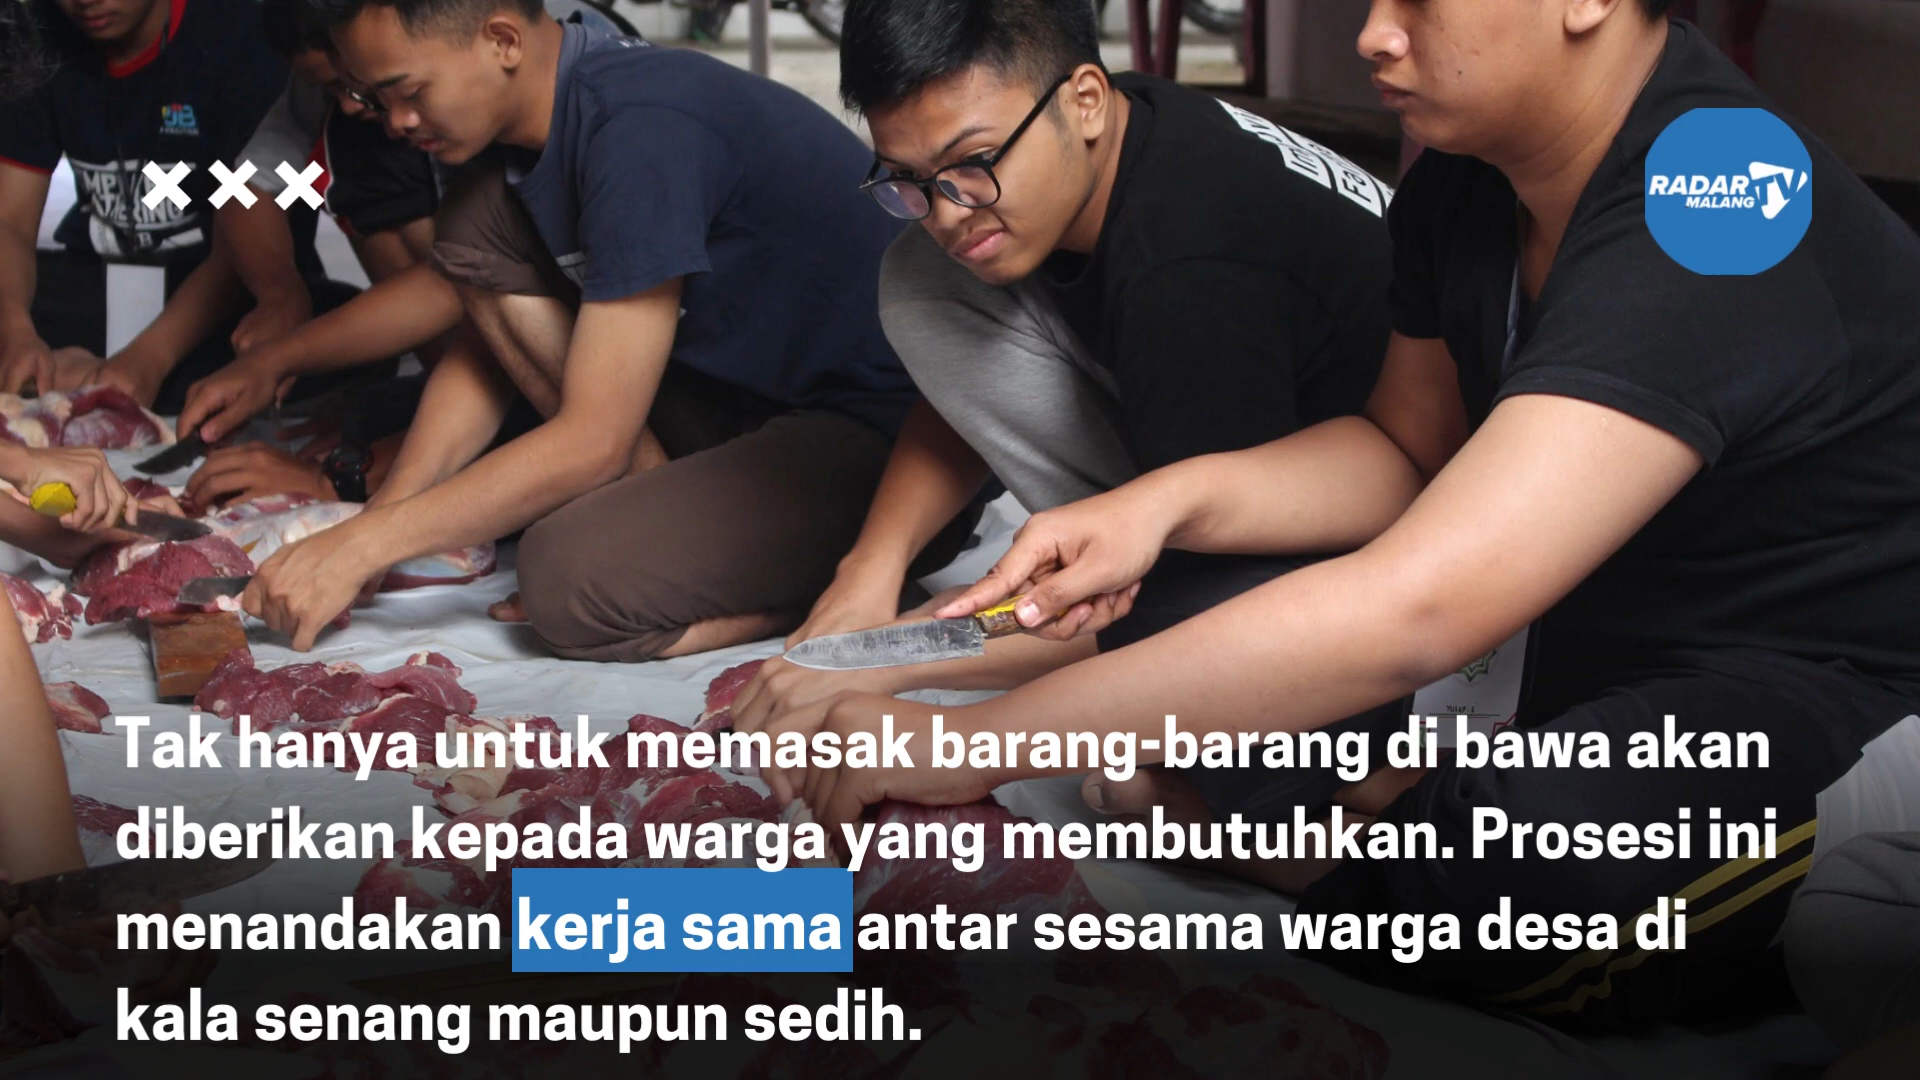 RADAR TV
MALANG
Tak hanya untuk memasak barang-barang di bawa akan
diberikan kepada warga yang membutuhkan. Prosesi ini
menandakan kerja sama antar sesama warga desa di
kala senang maupun sedih.